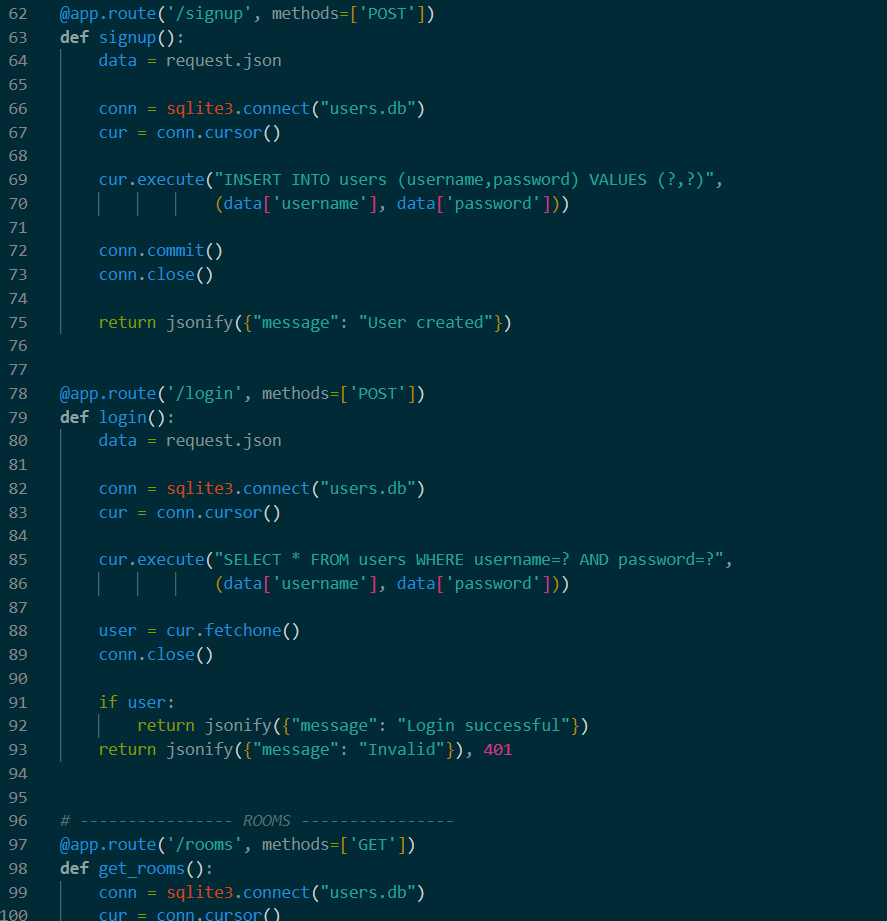 62 @app.route('/signup', methods=['POST'])
63 def signup():
64     data = request.json
65
66     conn = sqlite3.connect("users.db")
67     cur = conn.cursor()
68
69     cur.execute("INSERT INTO users (username,password) VALUES (?,?)",
70                 (data['username'], data['password']))
71
72     conn.commit()
73     conn.close()
74
75     return jsonify({"message": "User created"})
76
77
78 @app.route('/login', methods=['POST'])
79 def login():
80     data = request.json
81
82     conn = sqlite3.connect("users.db")
83     cur = conn.cursor()
84
85     cur.execute("SELECT * FROM users WHERE username=? AND password=?",
86                 (data['username'], data['password']))
87
88     user = cur.fetchone()
89     conn.close()
90
91     if user:
92         return jsonify({"message": "Login successful"})
93     return jsonify({"message": "Invalid"}), 401
94
95
96 # ---------------- ROOMS ----------------
97 @app.route('/rooms', methods=['GET'])
98 def get_rooms():
99     conn = sqlite3.connect("users.db")
100     cur = conn.cursor()